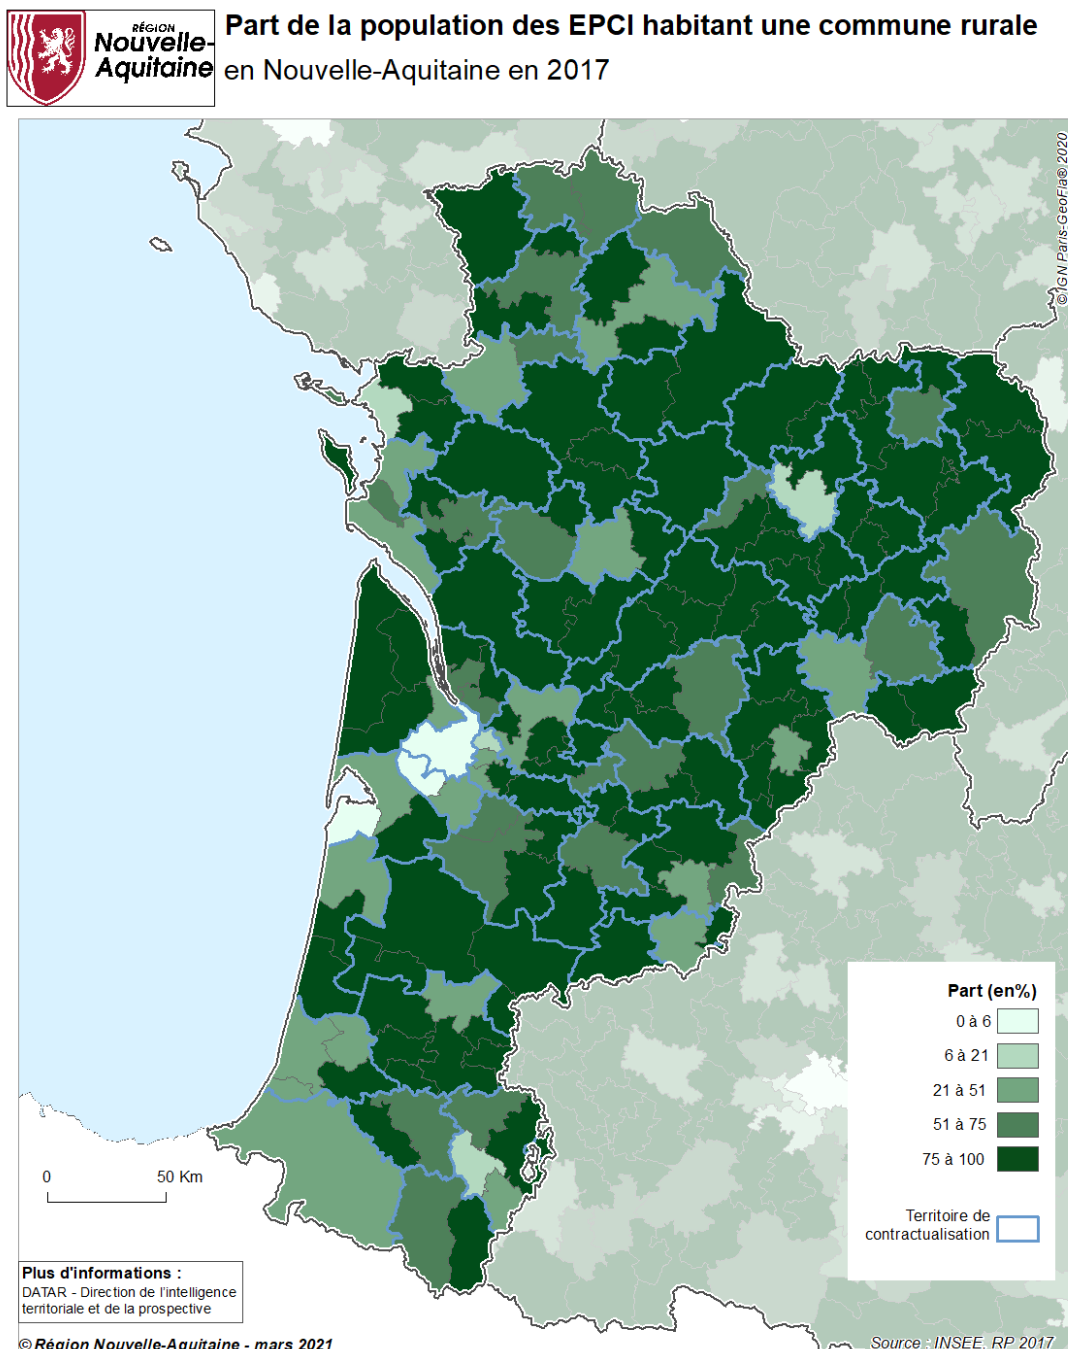 RÉGION
Nouvelle-
Aquitaine
Part de la population des EPCI habitant une commune rurale
en Nouvelle-Aquitaine en 2017
© IGN Paris-GeoFla® 2020
Part (en%)
0 à 6
6 à 21
21 à 51
51 à 75
75 à 100
Territoire de
contractualisation
0 50 Km
Plus d'informations :
DATAR - Direction de l'intelligence
territoriale et de la prospective
© Région Nouvelle-Aquitaine - mars 2021
Source : INSEE, RP 2017